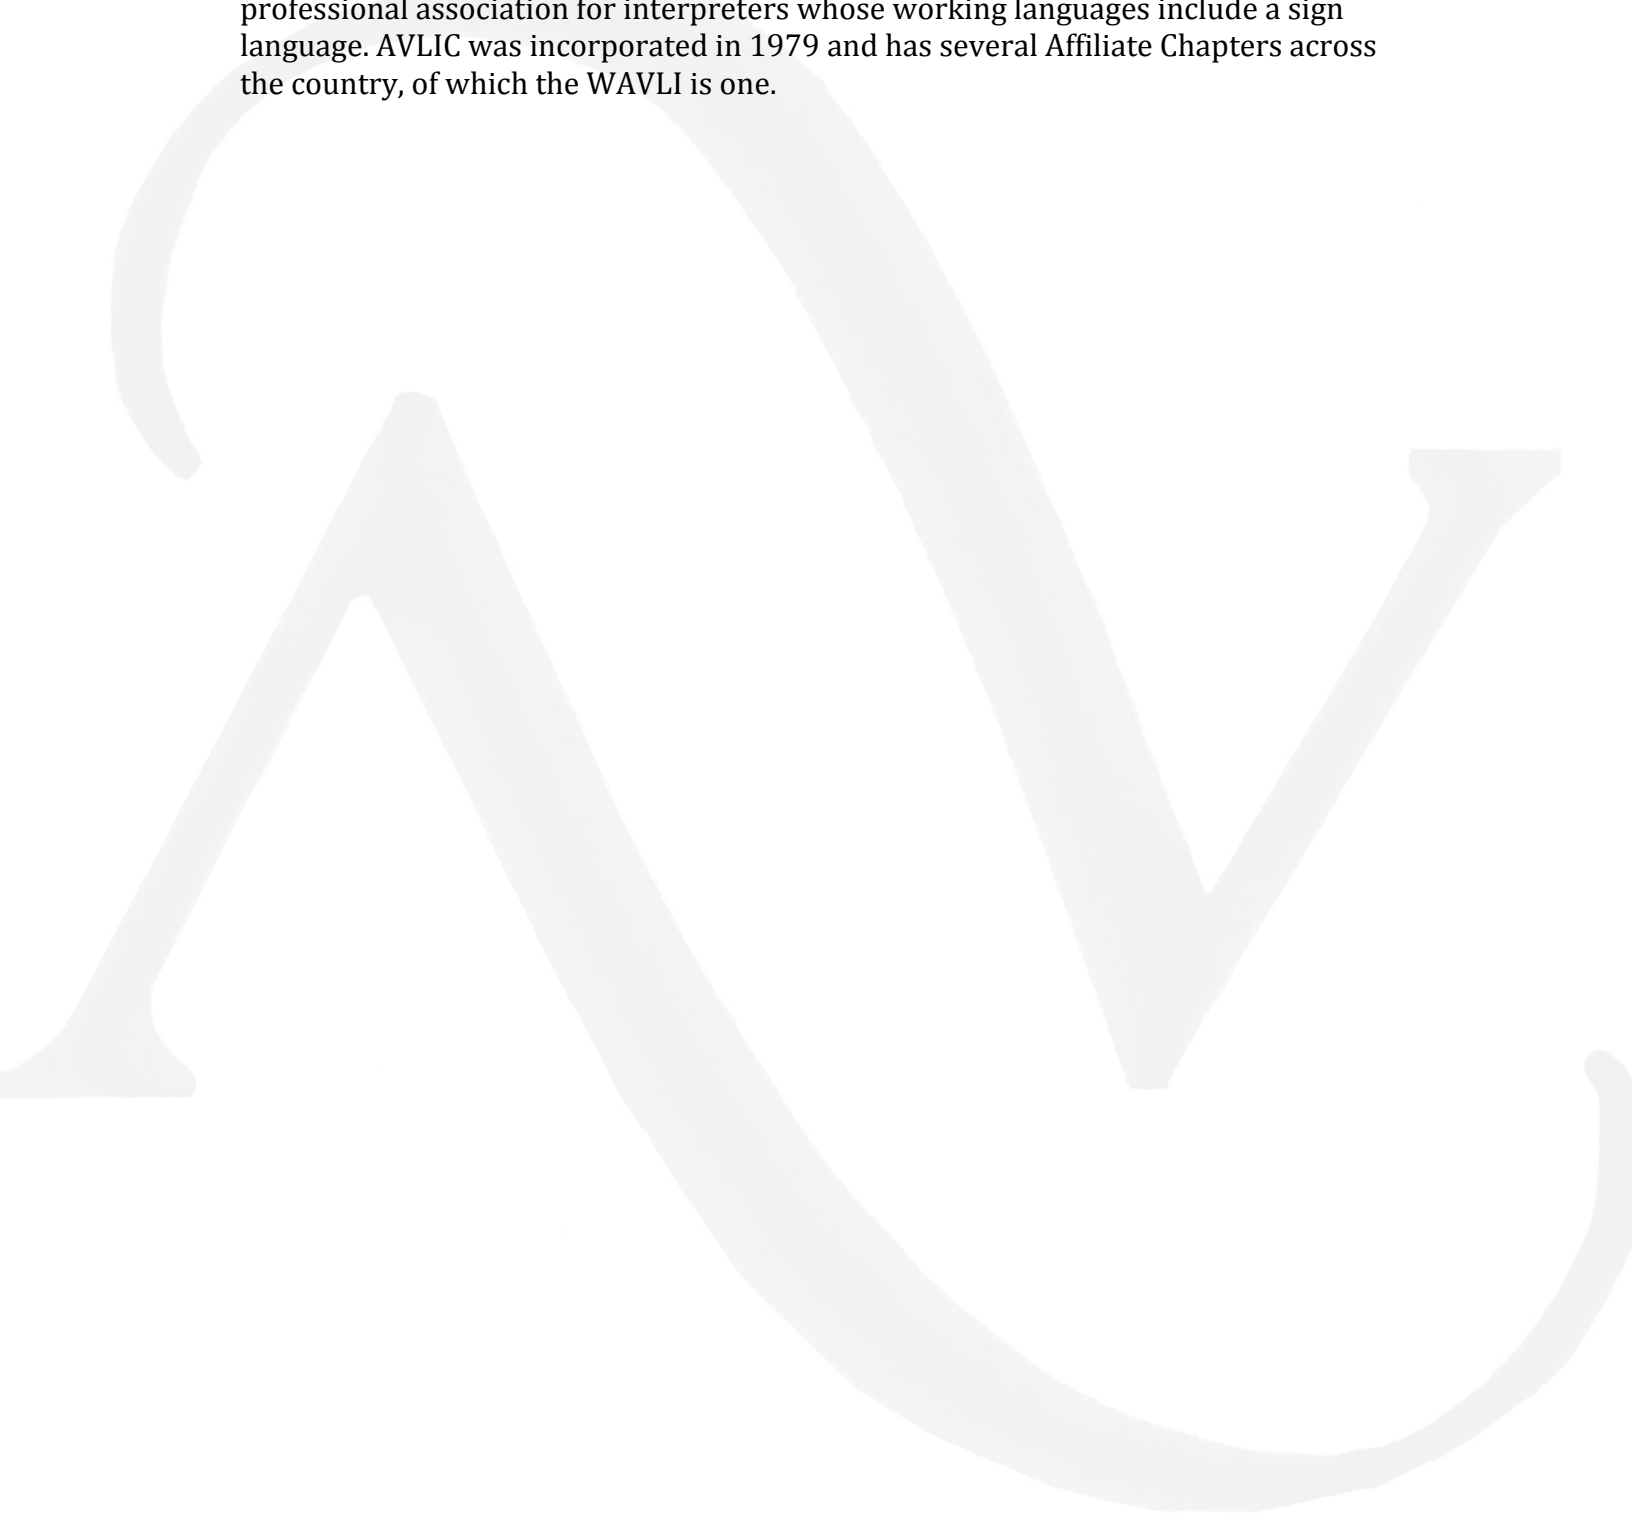 professional association for interpreters whose working languages include a sign
language. AVLIC was incorporated in 1979 and has several Affiliate Chapters across
the country, of which the WAVLI is one.